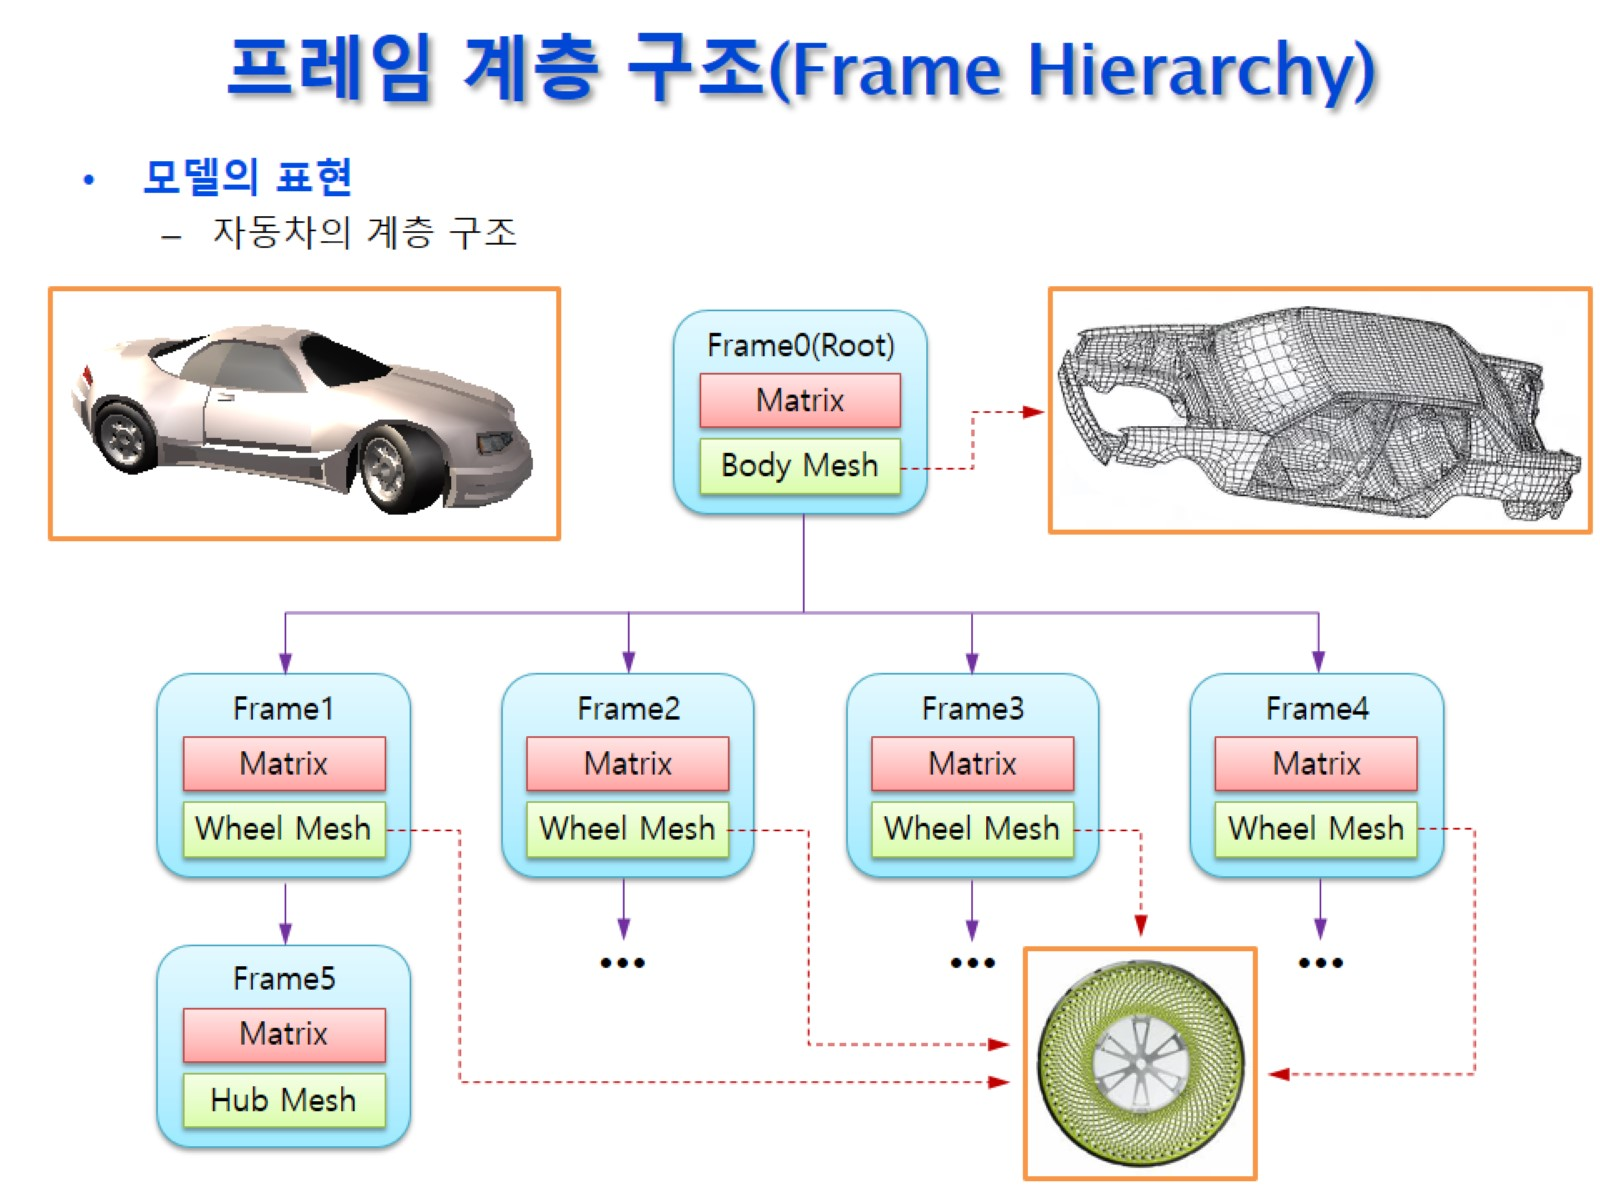 프레임 계층 구조(Frame Hierarchy)
• 모델의 표현
– 자동차의 계층 구조
Frame0(Root)
Matrix
Body Mesh
Frame1
Matrix
Wheel Mesh
Frame2
Matrix
Wheel Mesh
Frame3
Matrix
Wheel Mesh
Frame4
Matrix
Wheel Mesh
•••
•••
•••
Frame5
Matrix
Hub Mesh